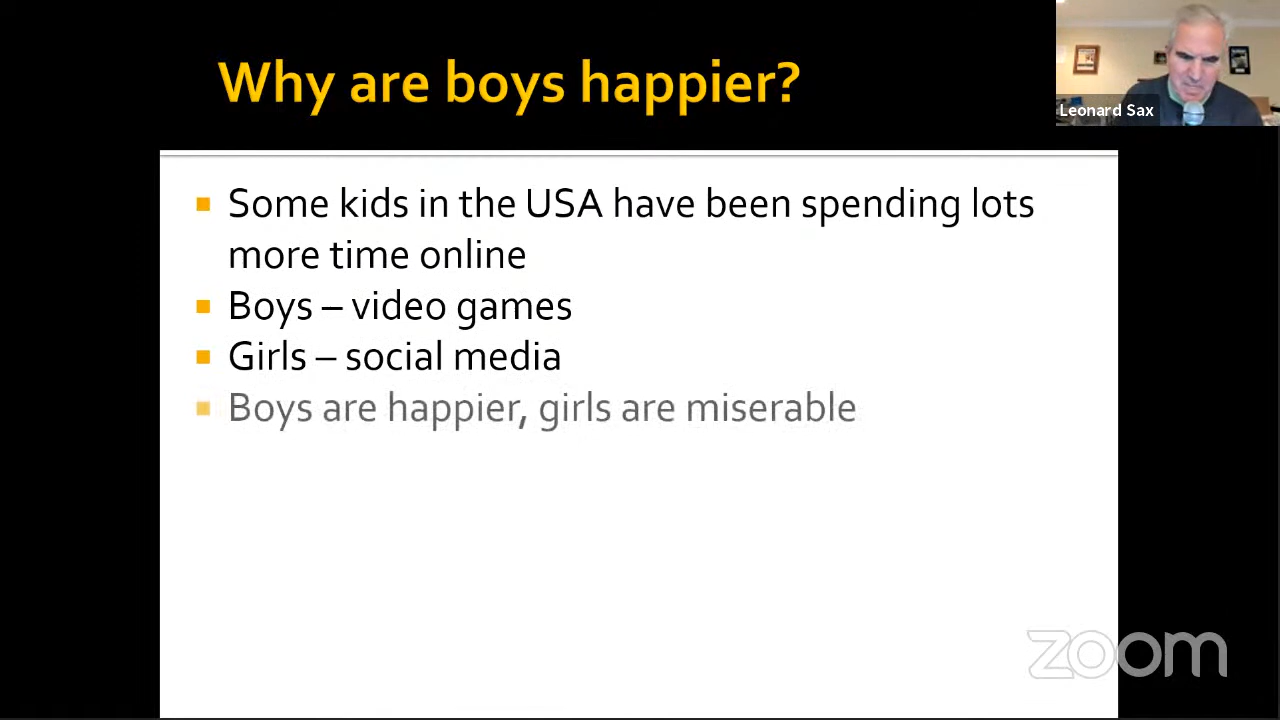 Why are boys happier?
Leonard Sax
Some kids in the USA have been spending lots
more time online
Boys – video games
Girls – social media
Boys are happier, girls are miserable
zoom